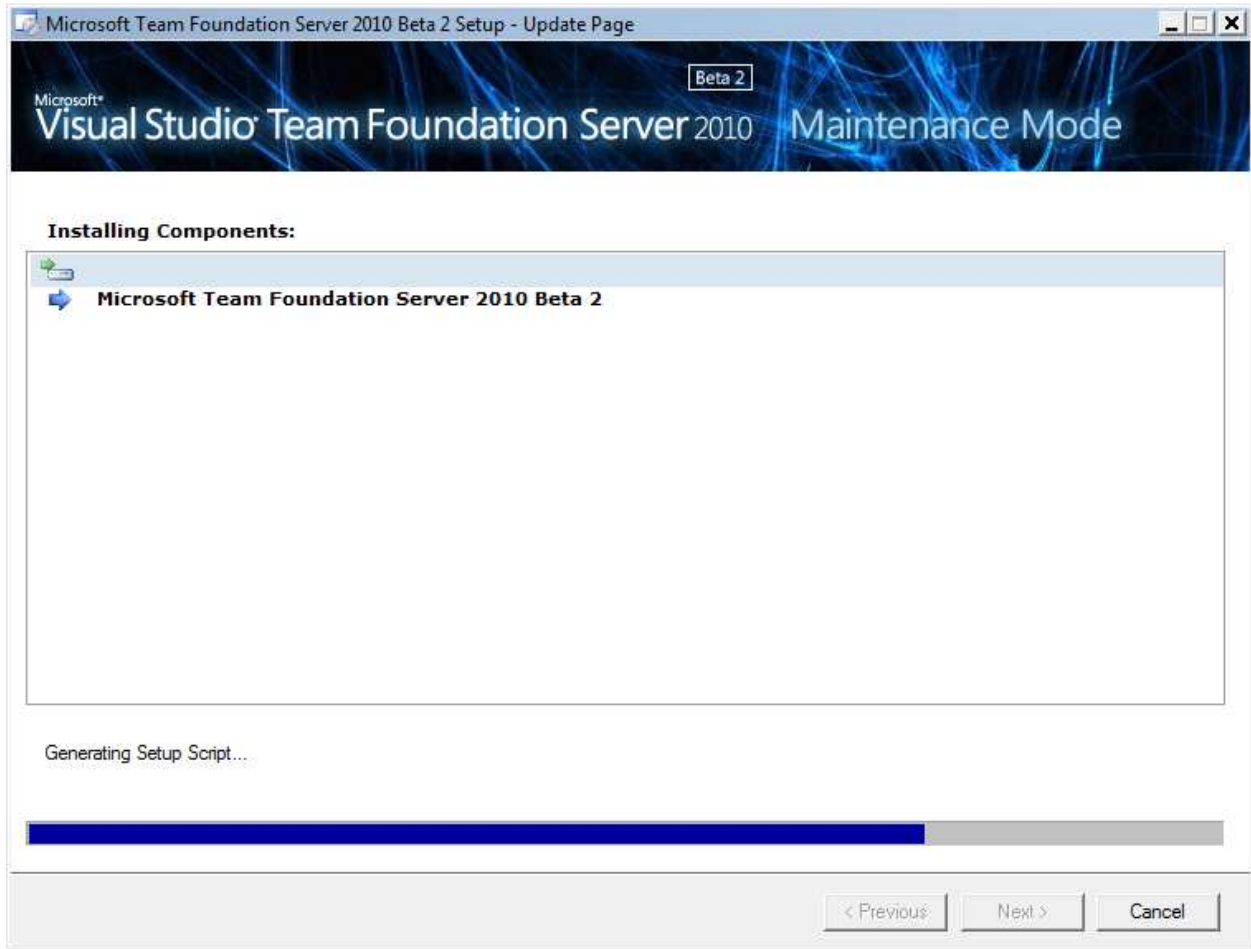 Microsoft Team Foundation Server 2010 Beta 2 Setup - Update Page
Beta 2
Microsoft®
Visual Studio Team Foundation Server 2010 Maintenance Mode
Installing Components:
Microsoft Team Foundation Server 2010 Beta 2
Generating Setup Script...
< Previous Next > Cancel